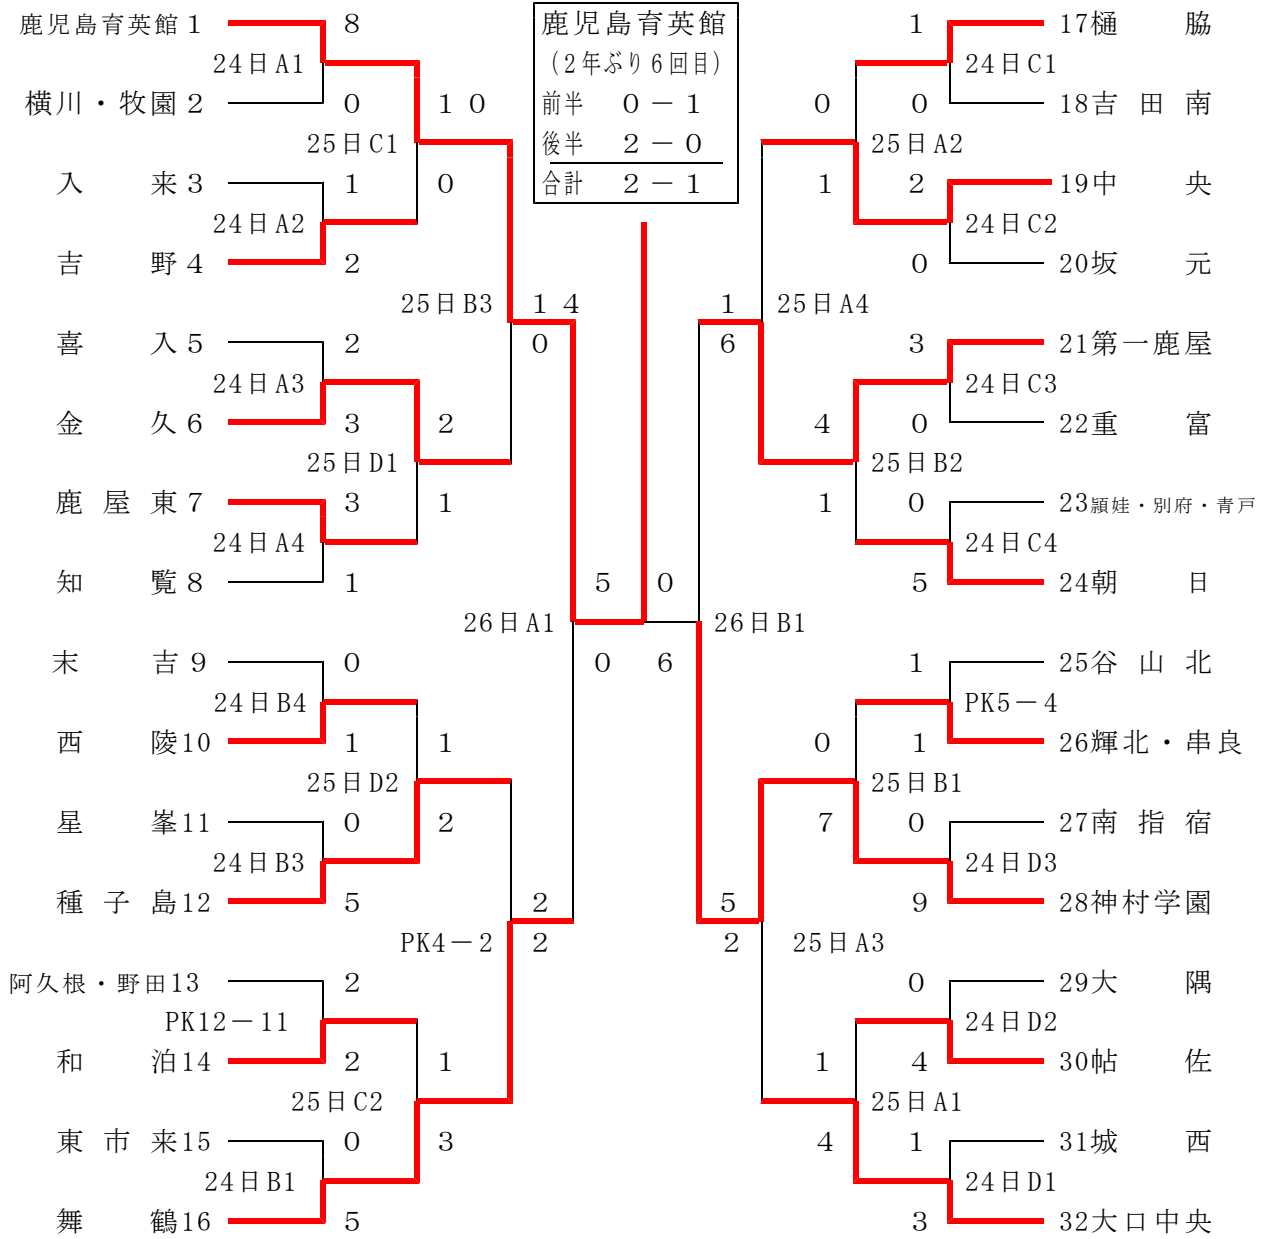 鹿児島育英館 1 8
24日A1
横川・牧園 2 0 10
25日C1
入来 3 1 0
24日A2
吉野 4 2
25日B3 14
喜入 5 2 0
24日A3
金久 6 3 2
25日D1
鹿屋東 7 3 1
24日A4
知覧 8 1 5
26日A1
末吉 9 0 0
24日B4
西陵 10 1 1
25日D2
星峯 11 0 2
24日B3
種子島 12 5 2
PK4-2 2
阿久根・野田 13 2
PK12-11
和泊 14 2 1
25日C2
東市来 15 0 3
24日B1
舞鶴 16 5
鹿児島育英館
(2年ぶり6回目)
前半 0-1
後半 2-0
合計 2-1
1 17樋脇
24日C1
0 0 18吉田南
25日A2
1 2 19中央
24日C2
0 20坂元
1 25日A4
6 3 21第一鹿屋
24日C3
4 0 22重富
25日B2
1 0 23頴娃・別府・青戸
24日C4
0 5 24朝日
26日B1
6 1 25谷山北
PK5-4
0 1 26輝北・串良
25日B1
7 0 27南指宿
24日D3
5 9 28神村学園
2 25日A3
0 29大隅
24日D2
1 4 30帖佐
25日A1
4 1 31城西
24日D1
3 32大口中央